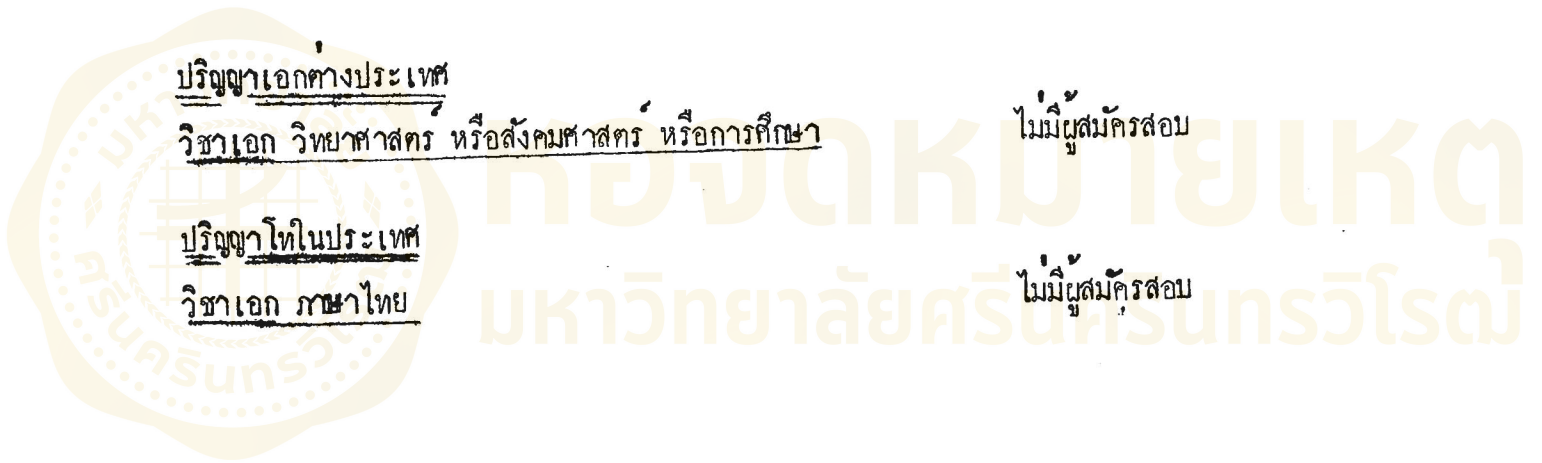 ปริญญาเอกต่างประเทศ
วิชาเอก วิทยาศาสตร์ หรือสังคมศาสตร์ หรือการศึกษา ไม่มีผู้สมัครสอบ
ปริญญาโทในประเทศ
วิชาเอก ภาษาไทย ไม่มีผู้สมัครสอบ
หอจดหมายเหตุ
มหาวิทยาลัยศรีนครินทรวิโรฒ